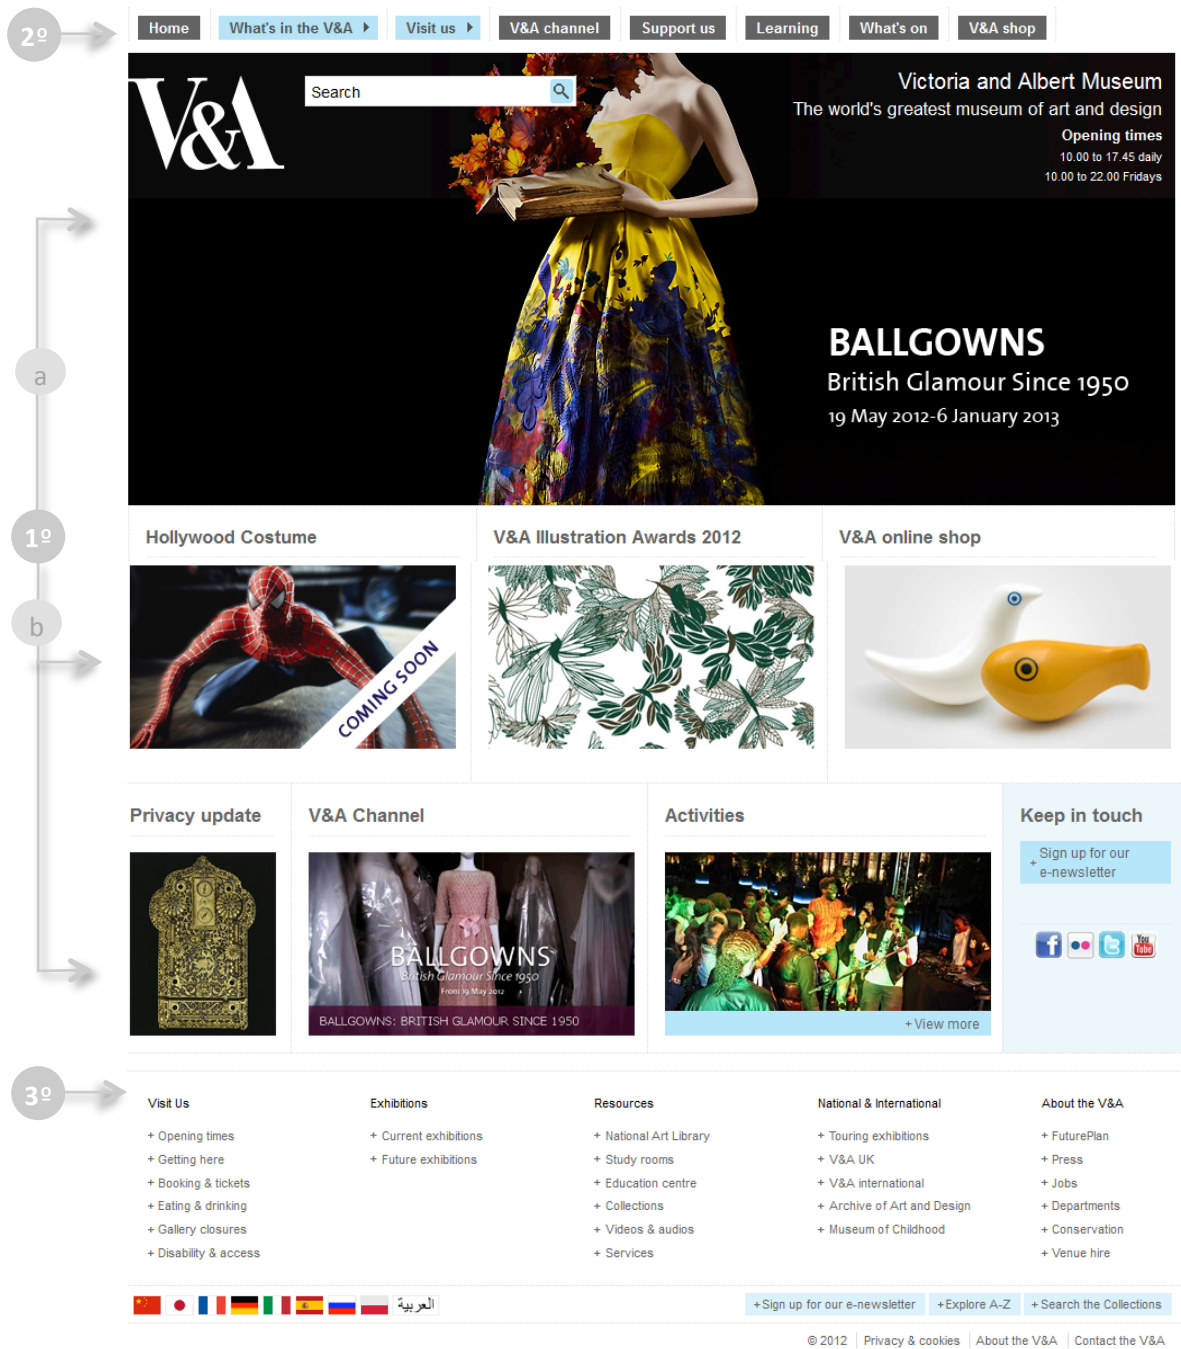 2º
Home What's in the V&A Visit us V&A channel Support us Learning What's on V&A shop
V&A
Search
Victoria and Albert Museum
The world's greatest museum of art and design
Opening times
10.00 to 17.45 daily
10.00 to 22.00 Fridays
a
BALLGOWNS
British Glamour Since 1950
19 May 2012-6 January 2013
1º
Hollywood Costume V&A Illustration Awards 2012 V&A online shop
b
COMING SOON
Privacy update V&A Channel Activities Keep in touch
+ Sign up for our
e-newsletter
BALLGOWNS
British Glamour Since 1950
From 19 May 2012
BALLGOWNS: BRITISH GLAMOUR SINCE 1950
f t You Tube
+ View more
3º
Visit Us Exhibitions Resources National & International About the V&A
+ Opening times + Current exhibitions + National Art Library + Touring exhibitions + FuturePlan
+ Getting here + Future exhibitions + Study rooms + V&A UK + Press
+ Booking & tickets + Education centre + V&A international + Jobs
+ Eating & drinking + Collections + Archive of Art and Design + Departments
+ Gallery closures + Videos & audios + Museum of Childhood + Conservation
+ Disability & access + Services + Venue hire
العربية + Sign up for our e-newsletter + Explore A-Z + Search the Collections
© 2012 Privacy & cookies About the V&A Contact the V&A